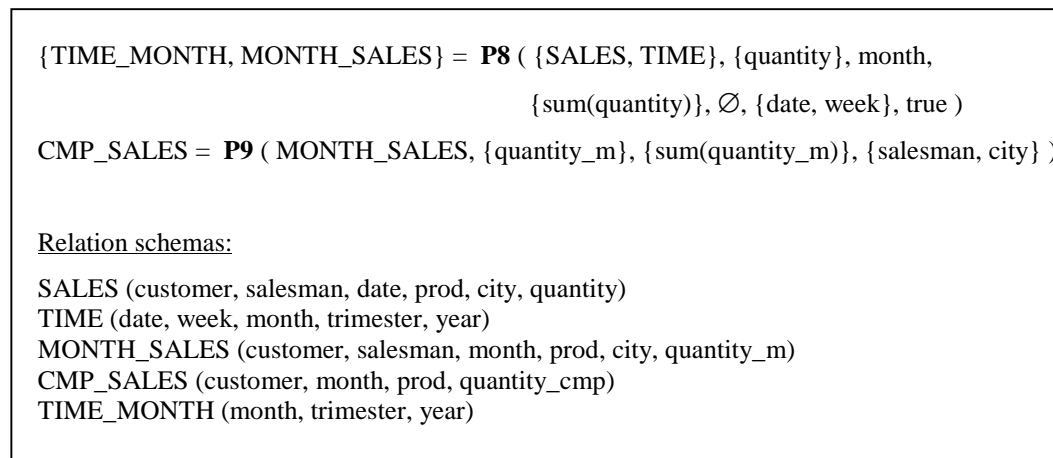 {TIME_MONTH, MONTH_SALES} = P8 ( {SALES, TIME}, {quantity}, month,
{sum(quantity)}, ∅, {date, week}, true )
CMP_SALES = P9 ( MONTH_SALES, {quantity_m}, {sum(quantity_m)}, {salesman, city} )
Relation schemas:
SALES (customer, salesman, date, prod, city, quantity)
TIME (date, week, month, trimester, year)
MONTH_SALES (customer, salesman, month, prod, city, quantity_m)
CMP_SALES (customer, month, prod, quantity_cmp)
TIME_MONTH (month, trimester, year)